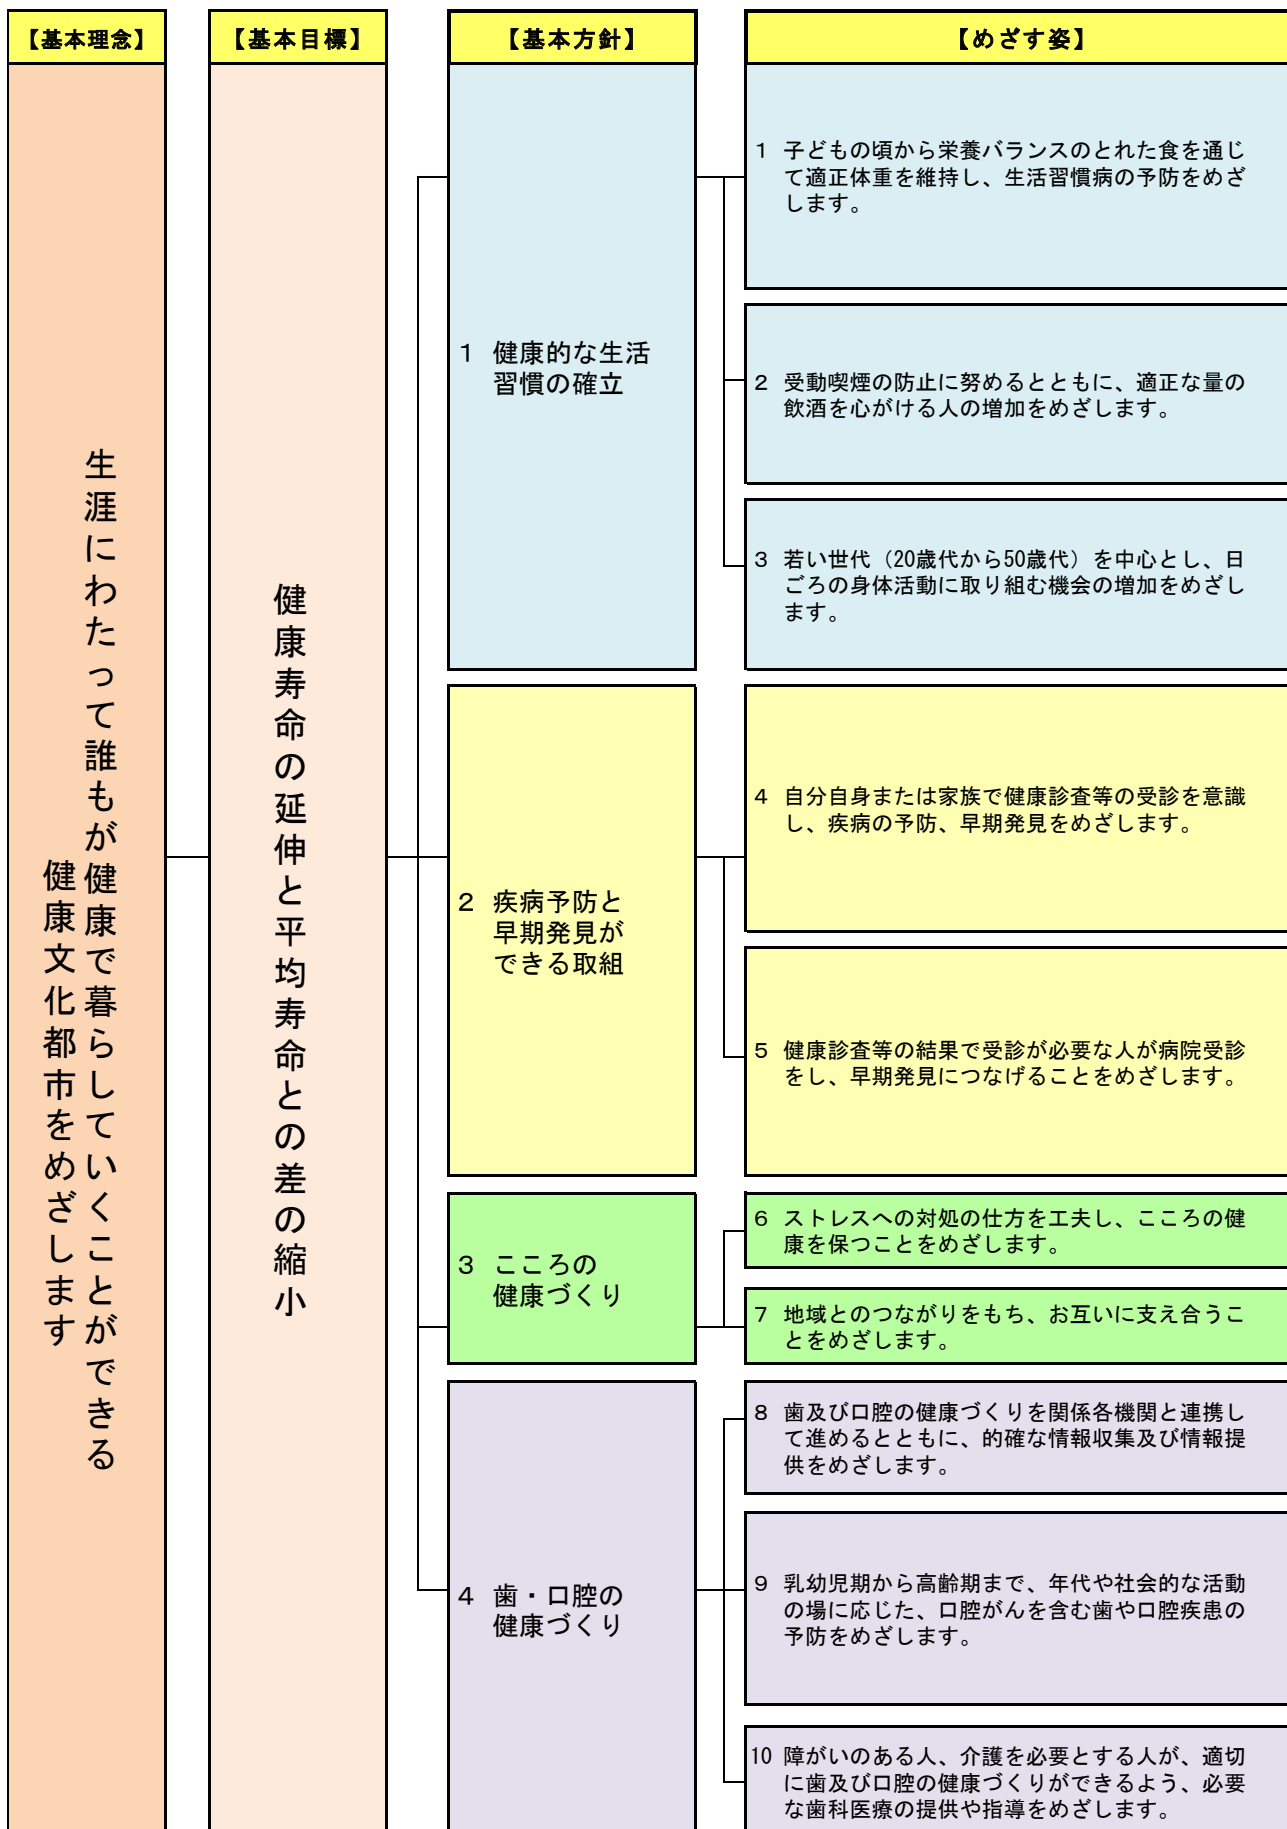 【基本理念】
【基本目標】
【基本方針】
【めざす姿】
生涯にわたって誰もが健康で暮らしていくことができる
健康文化都市をめざします
健康寿命の延伸と平均寿命との差の縮小
1 健康的な生活
習慣の確立
1 子どもの頃から栄養バランスのとれた食を通じ
て適正体重を維持し、生活習慣病の予防をめざ
します。
2 受動喫煙の防止に努めるとともに、適正な量の
飲酒を心がける人の増加をめざします。
3 若い世代（20歳代から50歳代）を中心とし、日
ごろの身体活動に取り組む機会の増加をめざし
ます。
2 疾病予防と
早期発見が
できる取組
4 自分自身または家族で健康診査等の受診を意識
し、疾病の予防、早期発見をめざします。
5 健康診査等の結果で受診が必要な人が病院受診
をし、早期発見につなげることをめざします。
3 こころの
健康づくり
6 ストレスへの対処の仕方を工夫し、こころの健
康を保つことをめざします。
7 地域とのつながりをもち、お互いに支え合うこ
とをめざします。
4 歯・口腔の
健康づくり
8 歯及び口腔の健康づくりを関係各機関と連携し
て進めるとともに、的確な情報収集及び情報提
供をめざします。
9 乳幼児期から高齢期まで、年代や社会的な活動
の場に応じた、口腔がんを含む歯や口腔疾患の
予防をめざします。
10 障がいのある人、介護を必要とする人が、適切
に歯及び口腔の健康づくりができるよう、必要
な歯科医療の提供や指導をめざします。